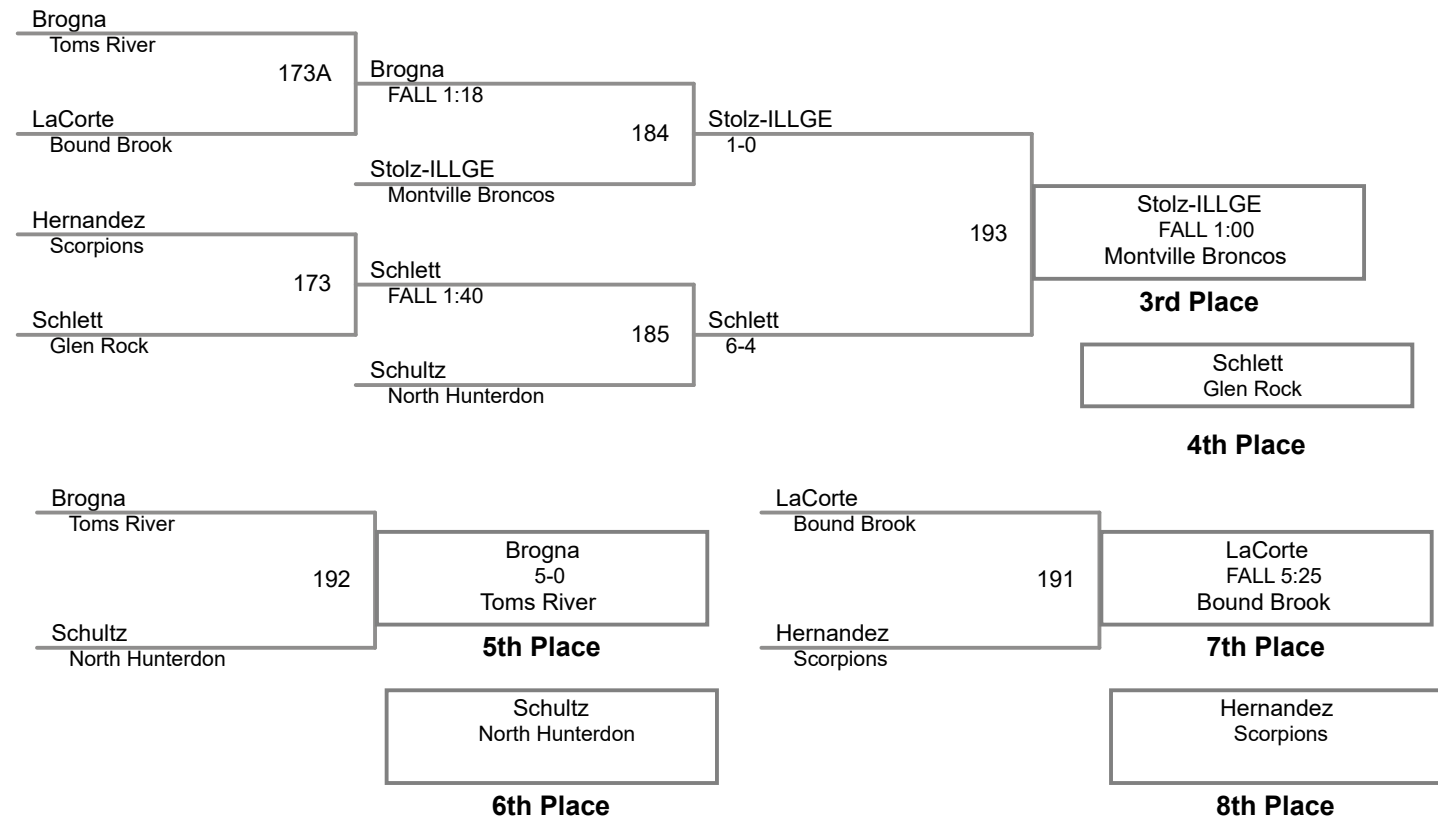 Brogna
Toms River
173A
Brogna
FALL 1:18
LaCorte
Bound Brook
184
Stolz-ILLGE
1-0
Stolz-ILLGE
Montville Broncos
Hernandez
Scorpions
173
Schlett
FALL 1:40
Schlett
Glen Rock
185
Schlett
6-4
Schultz
North Hunterdon
193
Stolz-ILLGE
FALL 1:00
Montville Broncos
3rd Place
Schlett
Glen Rock
4th Place
Brogna
Toms River
192
Schultz
North Hunterdon
Brogna
5-0
Toms River
5th Place
Schultz
North Hunterdon
6th Place
LaCorte
Bound Brook
191
Hernandez
Scorpions
LaCorte
FALL 5:25
Bound Brook
7th Place
Hernandez
Scorpions
8th Place